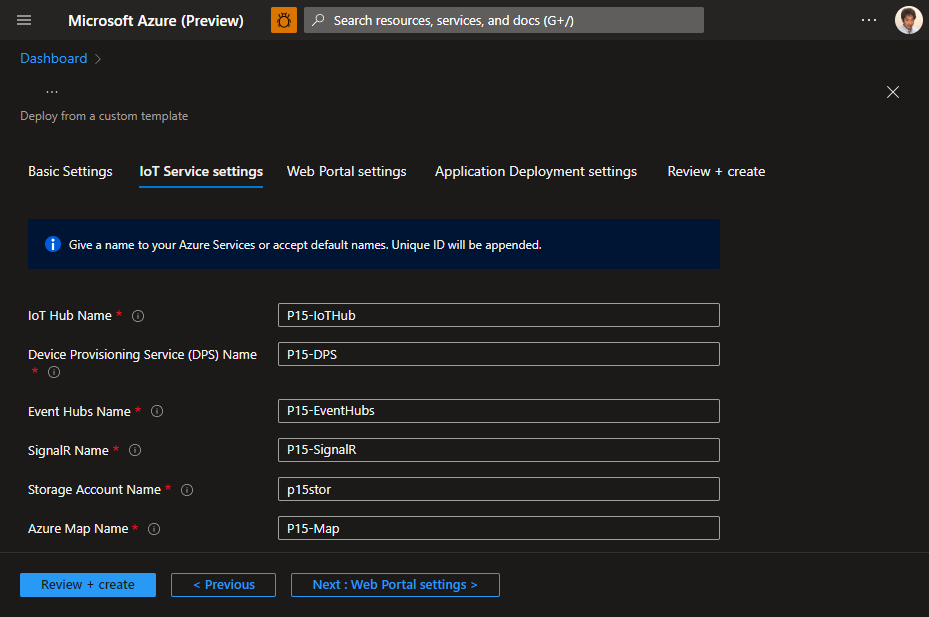 Microsoft Azure (Preview)
Search resources, services, and docs (G+/)
...
Dashboard >
...
Deploy from a custom template
Basic Settings
IoT Service settings
Web Portal settings
Application Deployment settings
Review + create
Give a name to your Azure Services or accept default names. Unique ID will be appended.
IoT Hub Name *
P15-IoTHub
Device Provisioning Service (DPS) Name
*
P15-DPS
Event Hubs Name *
P15-EventHubs
SignalR Name *
P15-SignalR
Storage Account Name *
p15stor
Azure Map Name *
P15-Map
Review + create
< Previous
Next : Web Portal settings >